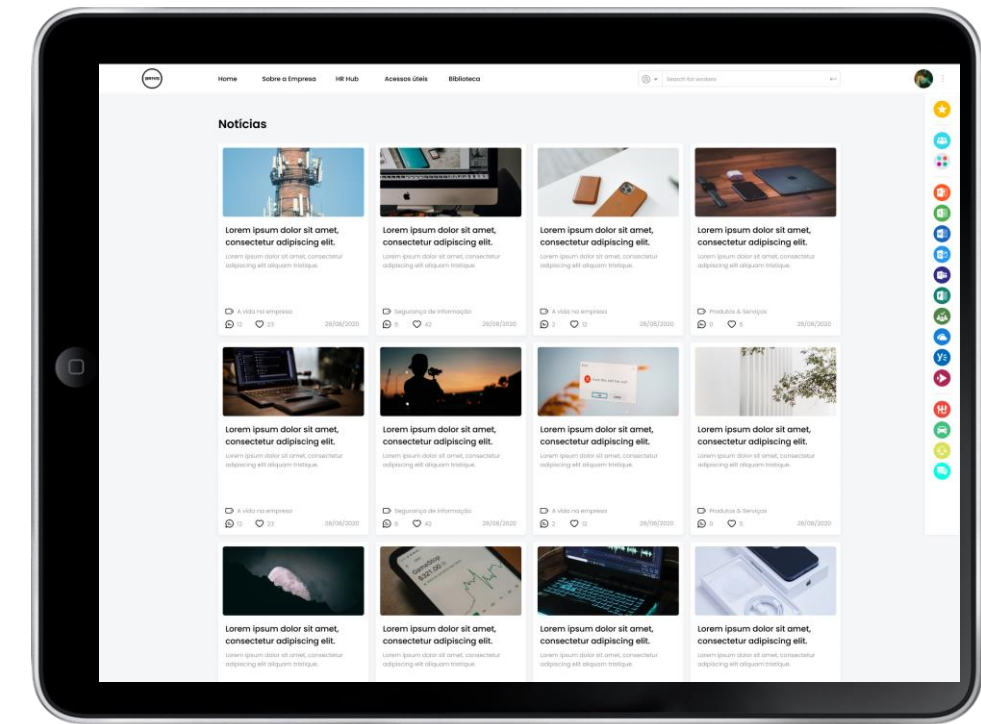 Home Sobre a Empresa HR Hub Acessos úteis Biblioteca Search for workers
Notícias
Lorem ipsum dolor sit amet,
consectetur adipiscing elit.
Lorem ipsum dolor sit amet, consectetur
adipiscing elit aliquam tristique.
A vida na empresa
12 23 28/08/2020
Lorem ipsum dolor sit amet,
consectetur adipiscing elit.
Lorem ipsum dolor sit amet, consectetur
adipiscing elit aliquam tristique.
Segurança de Informação
8 42 28/08/2020
Lorem ipsum dolor sit amet,
consectetur adipiscing elit.
Lorem ipsum dolor sit amet, consectetur
adipiscing elit aliquam tristique.
A vida na empresa
2 12 28/08/2020
Lorem ipsum dolor sit amet,
consectetur adipiscing elit.
Lorem ipsum dolor sit amet, consectetur
adipiscing elit aliquam tristique.
Produtos & Serviços
0 5 28/08/2020
Lorem ipsum dolor sit amet,
consectetur adipiscing elit.
Lorem ipsum dolor sit amet, consectetur
adipiscing elit aliquam tristique.
A vida na empresa
12 23 28/08/2020
Lorem ipsum dolor sit amet,
consectetur adipiscing elit.
Lorem ipsum dolor sit amet, consectetur
adipiscing elit aliquam tristique.
Segurança de Informação
8 42 28/08/2020
Lorem ipsum dolor sit amet,
consectetur adipiscing elit.
Lorem ipsum dolor sit amet, consectetur
adipiscing elit aliquam tristique.
A vida na empresa
2 12 28/08/2020
Lorem ipsum dolor sit amet,
consectetur adipiscing elit.
Lorem ipsum dolor sit amet, consectetur
adipiscing elit aliquam tristique.
Produtos & Serviços
0 5 28/08/2020
GameStop
$321.00
Lorem ipsum dolor sit amet,
consectetur adipiscing elit.
Lorem ipsum dolor sit amet, consectetur
adipiscing elit aliquam tristique.
Lorem ipsum dolor sit amet,
consectetur adipiscing elit.
Lorem ipsum dolor sit amet, consectetur
adipiscing elit aliquam tristique.
Lorem ipsum dolor sit amet,
consectetur adipiscing elit.
Lorem ipsum dolor sit amet, consectetur
adipiscing elit aliquam tristique.
Lorem ipsum dolor sit amet,
consectetur adipiscing elit.
Lorem ipsum dolor sit amet, consectetur
adipiscing elit aliquam tristique.